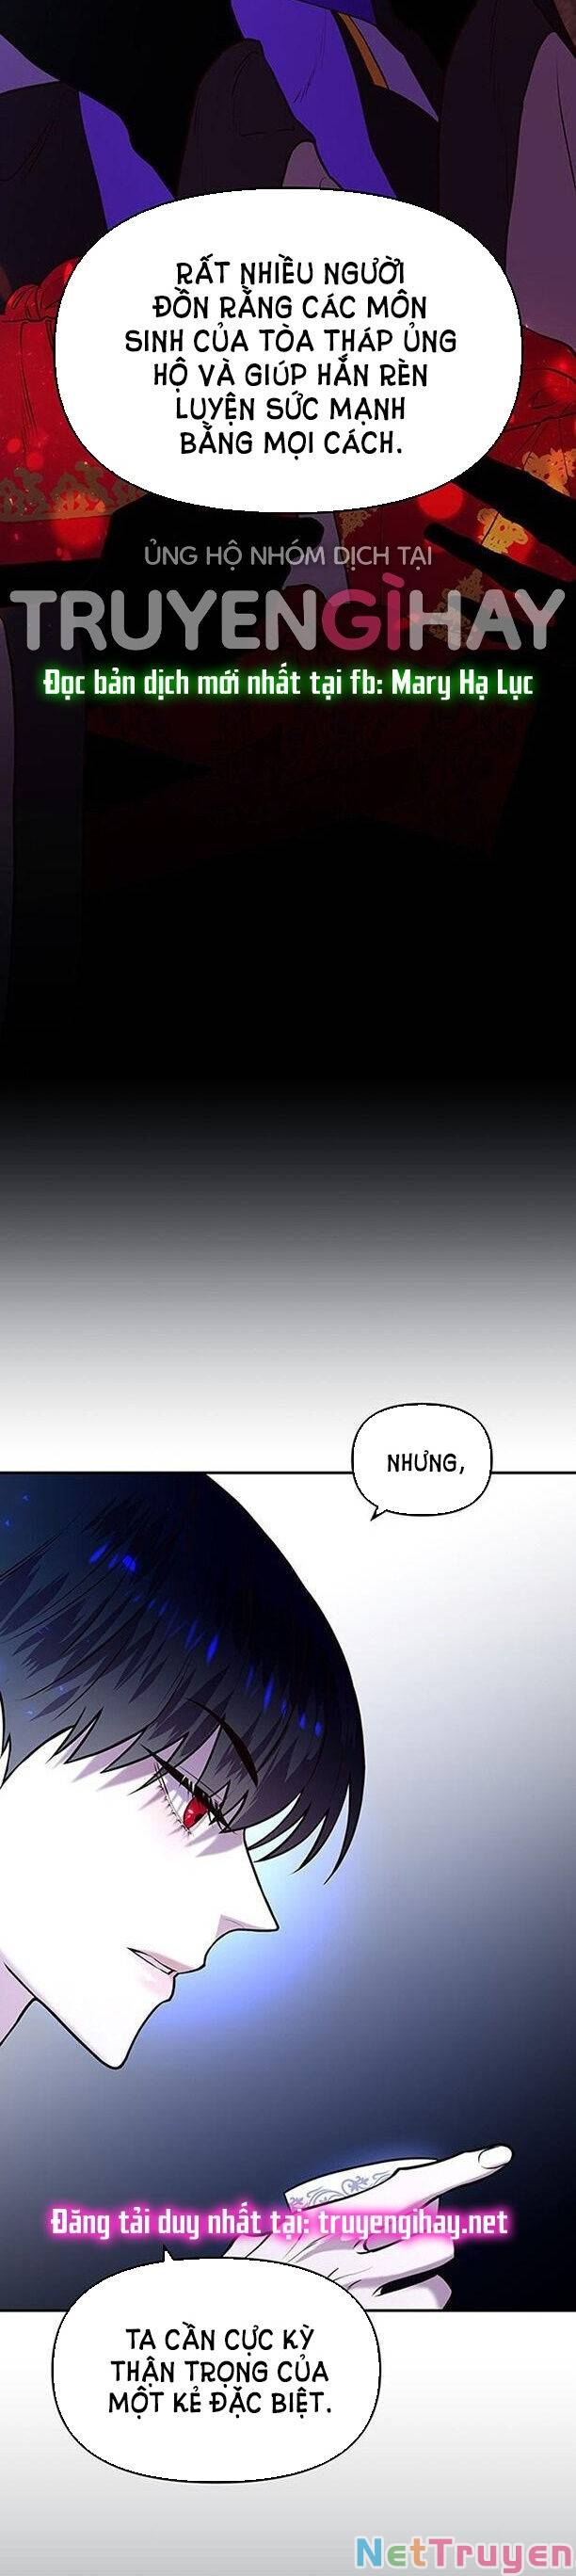 RẤT NHIỀU NGƯỜI
ĐỒN RẰNG CÁC MÔN
SINH CỦA TÒA THÁP ỦNG
HỘ VÀ GIÚP HẮN RÈN
LUYỆN SỨC MẠNH
BẰNG MỌI CÁCH.
ỦNG HỘ NHÓM DỊCH TẠI
TRUYENGÌHAY
Đọc bản dịch mới nhất tại fb: Mary Hạ Lục
NHƯNG,
Đăng tải duy nhất tại: truyengihay.net
TA CẦN CỰC KỲ
THẬN TRỌNG CỦA
MỘT KẺ ĐẶC BIỆT.
NetTruyen